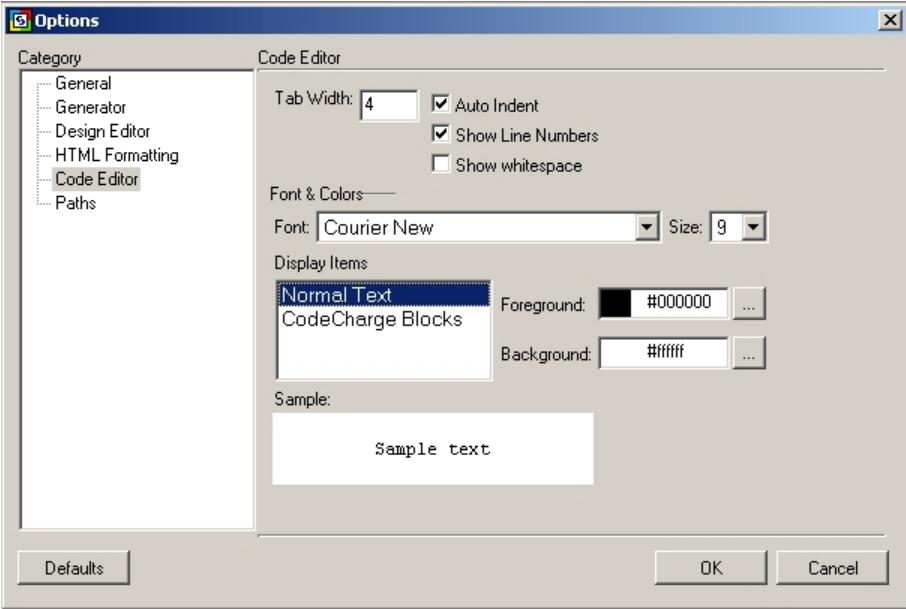 Options
Category
General
Generator
Design Editor
HTML Formatting
Code Editor
Paths
Code Editor
Tab Width: 4
Auto Indent
Show Line Numbers
Show whitespace
Font & Colors
Font: Courier New Size: 9
Display Items
Normal Text
CodeCharge Blocks
Foreground: #000000 ...
Background: #ffffff ...
Sample:
Sample text
Defaults OK Cancel